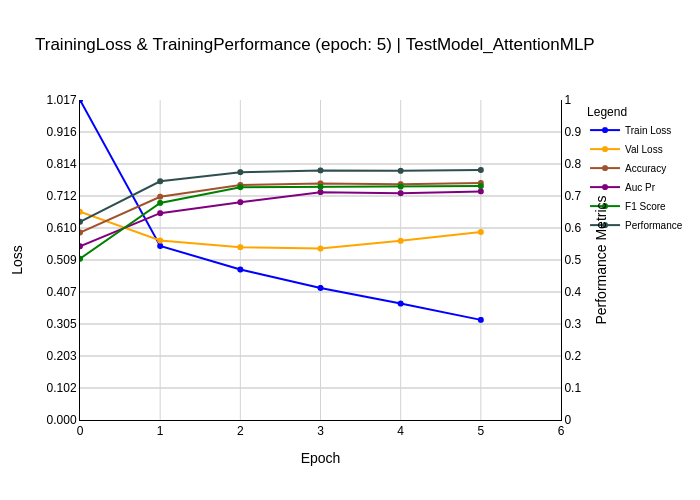 TrainingLoss & TrainingPerformance (epoch: 5) | TestModel_AttentionMLP
1.017
0.916
0.814
0.712
0.610
0.509
0.407
0.305
0.203
0.102
0.000
Loss
0 1 2 3 4 5 6
Epoch
1
0.9
0.8
0.7
0.6
0.5
0.4
0.3
0.2
0.1
0
Performance Metrics
Legend
Train Loss
Val Loss
Accuracy
Auc Pr
F1 Score
Performance